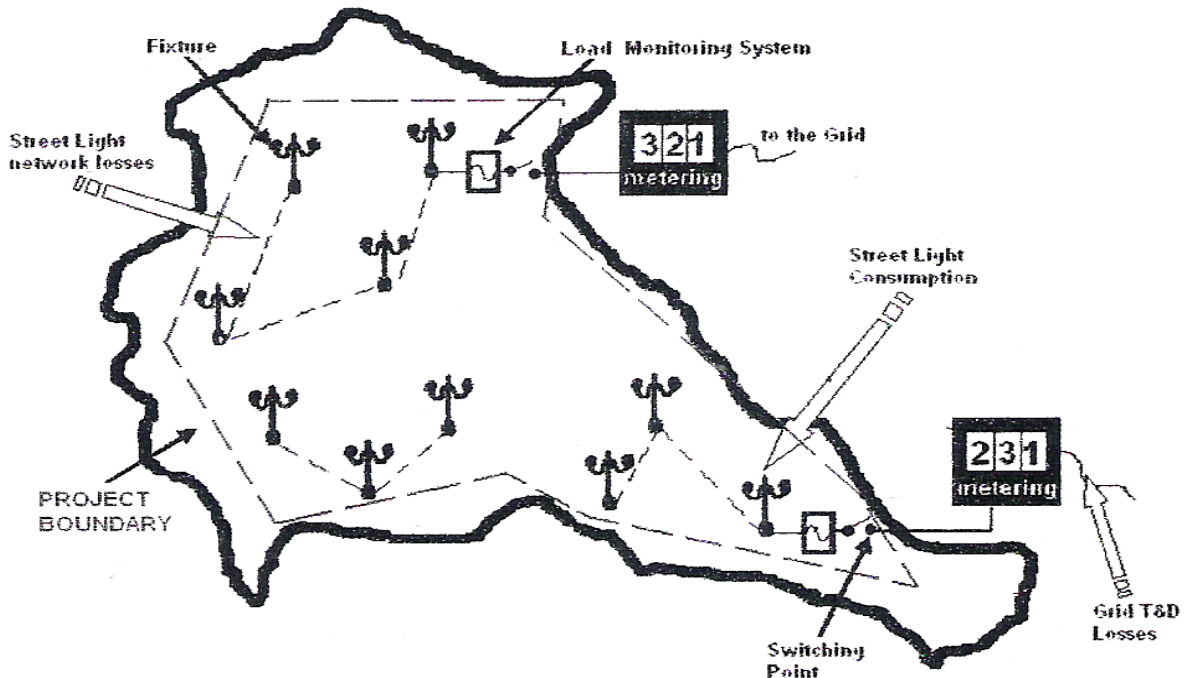 Fixture
Load Monitoring System
Street Light
network losses
321
metering
to the Grid
Street Light
Consumption
231
metering
PROJECT
BOUNDARY
Switching
Point
Grid T&D
Losses